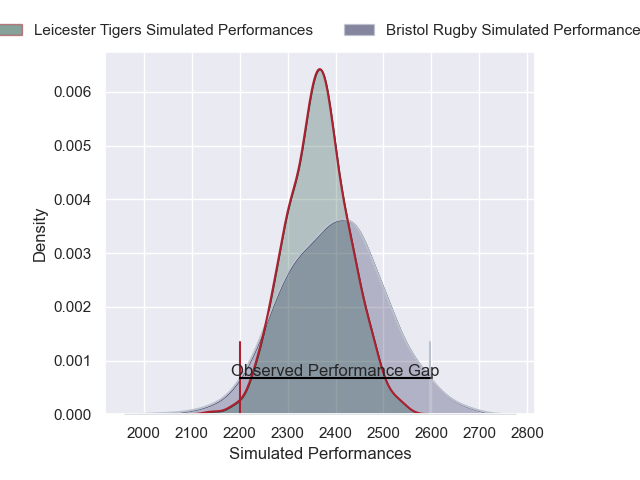 Leicester Tigers Simulated Performances
Bristol Rugby Simulated Performance
0.006
0.005
0.004
0.003
0.002
0.001
0.000
Density
Observed Performance Gap
2000 2100 2200 2300 2400 2500 2600 2700 2800
Simulated Performances